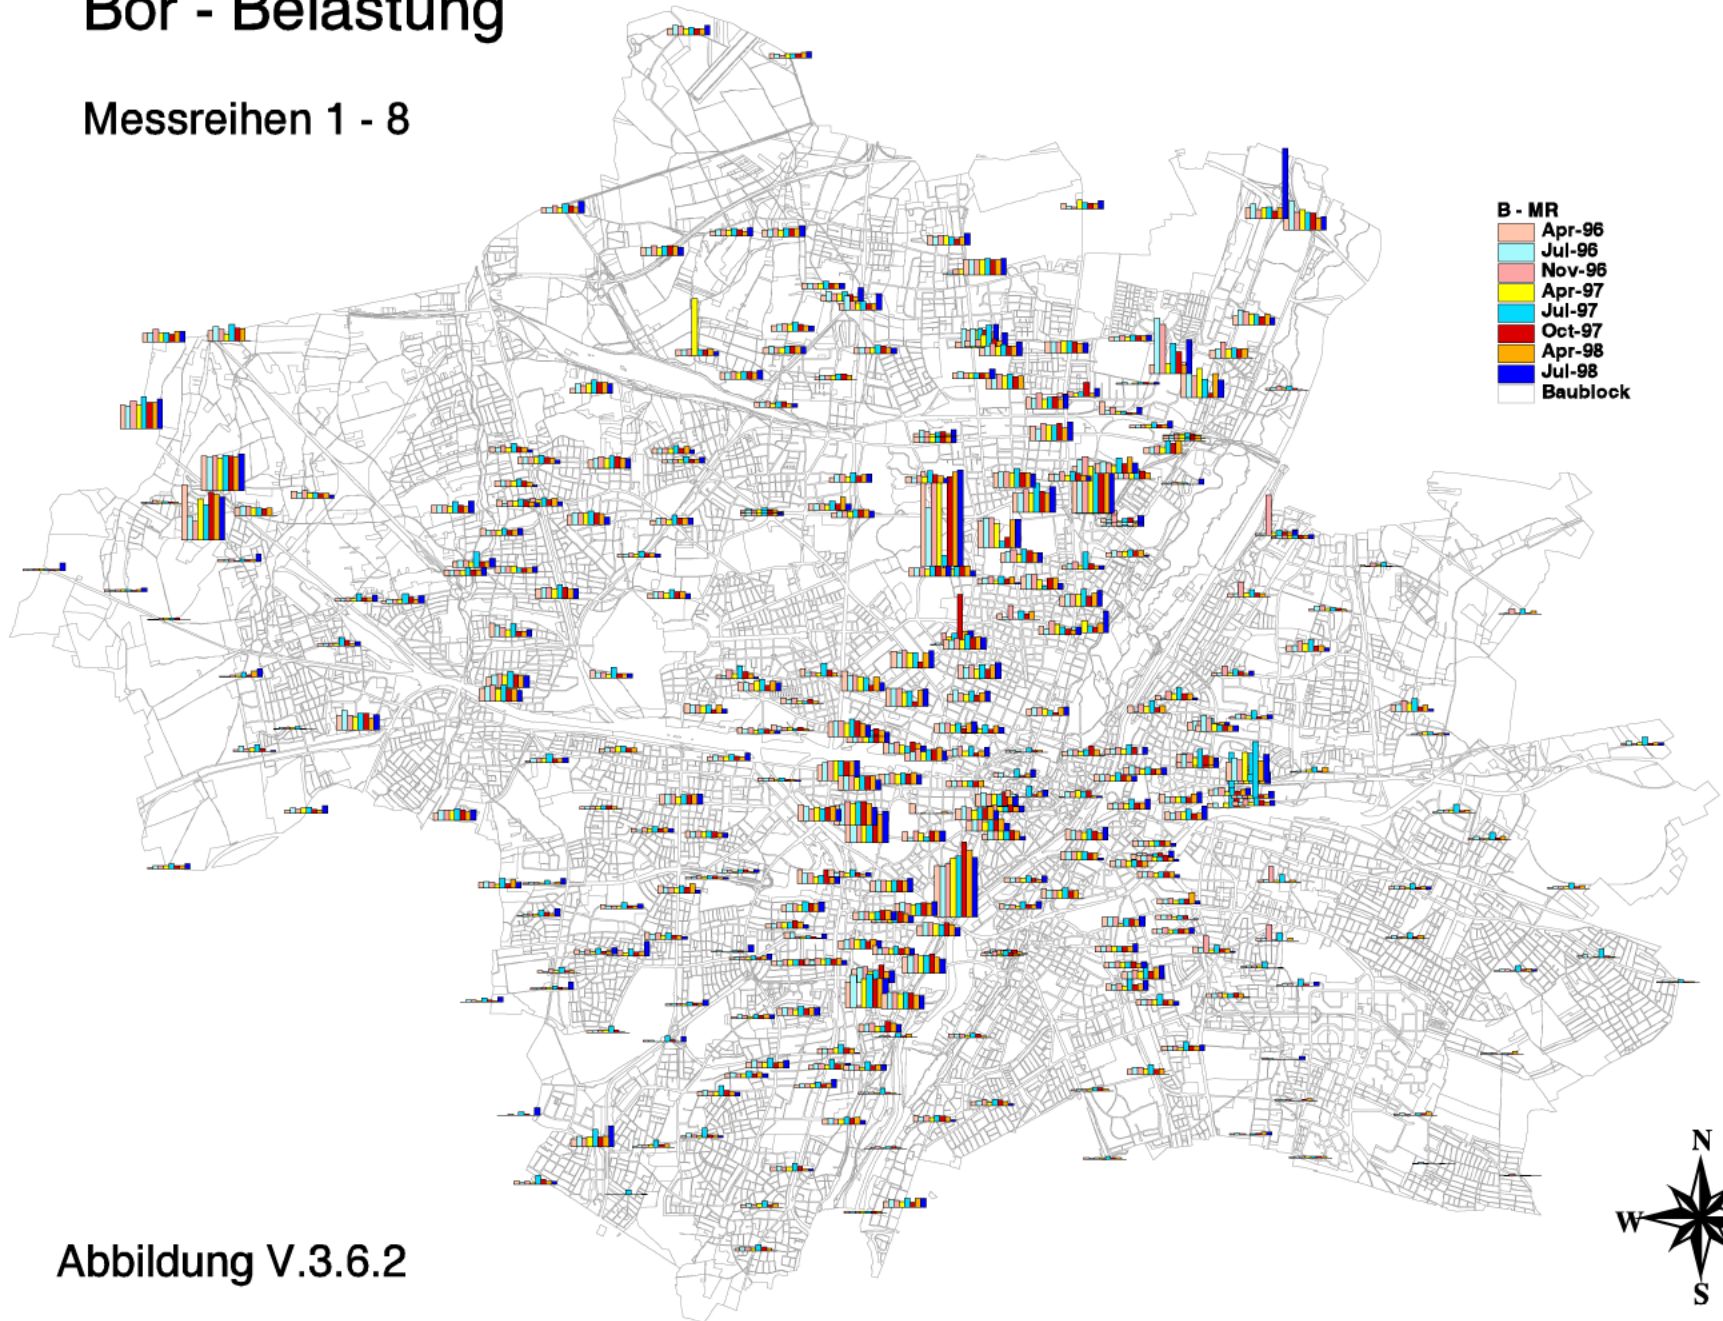 Bor - Belastung
Messreihen 1 - 8
B - MR
Apr-96
Jul-96
Nov-96
Apr-97
Jul-97
Oct-97
Apr-98
Jul-98
Baublock
N
W
S
Abbildung V.3.6.2